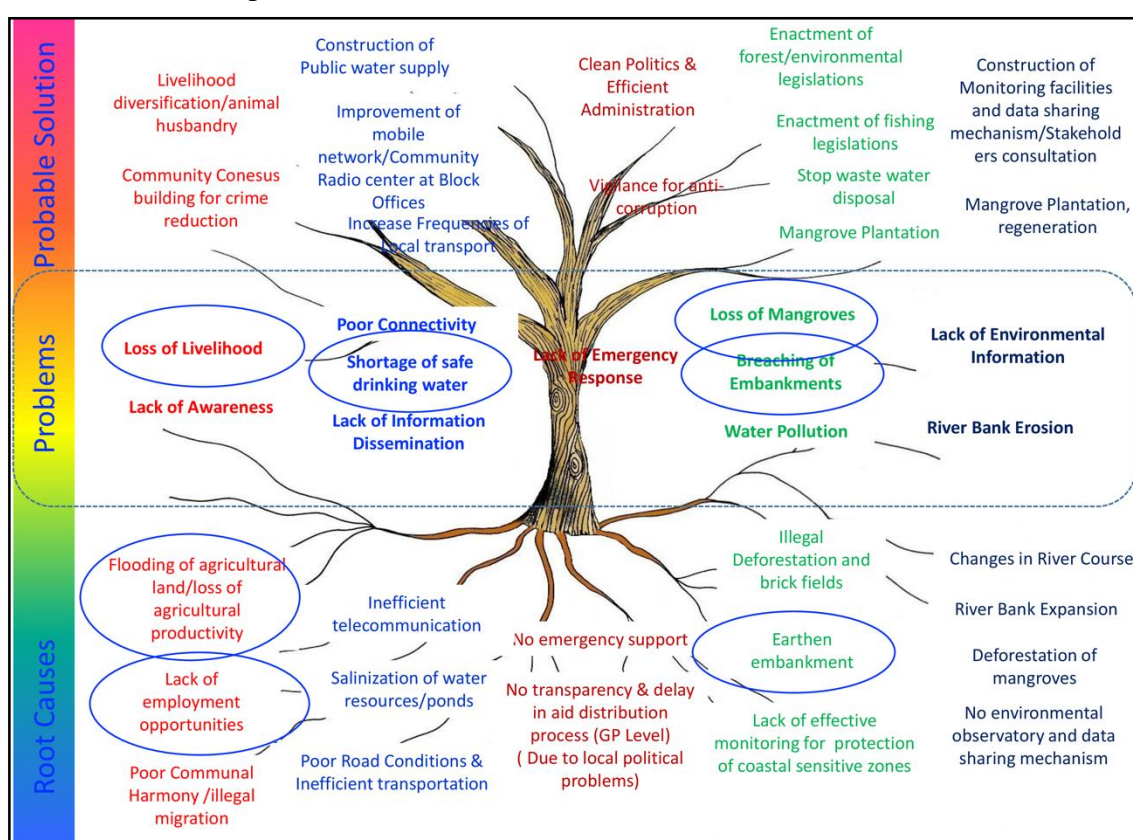 Probable Solution
Livelihood
diversification/animal
husbandry
Community Conesus
building for crime
reduction
Construction of
Public water supply
Improvement of
mobile
network/Community
Radio center at Block
Offices
Increase Frequencies of
Local transport
Clean Politics &
Efficient
Administration
Vigilance for anti-
corruption
Enactment of
forest/environmental
legislations
Enactment of fishing
legislations
Stop waste water
disposal
Mangrove Plantation
Construction of
Monitoring facilities
and data sharing
mechanism/Stakehold
ers consultation
Mangrove Plantation,
regeneration
Problems
Loss of Livelihood
Lack of Awareness
Poor Connectivity
Shortage of safe
drinking water
Lack of Information
Dissemination
Lack of Emergency
Response
Loss of Mangroves
Breaching of
Embankments
Water Pollution
Lack of Environmental
Information
River Bank Erosion
Root Causes
Flooding of agricultural
land/loss of
agricultural
productivity
Lack of
employment
opportunities
Poor Communal
Harmony /illegal
migration
Inefficient
telecommunication
Salinization of water
resources/ponds
Poor Road Conditions &
Inefficient transportation
No emergency support
No transparency & delay
in aid distribution
process (GP Level)
( Due to local political
problems)
Illegal
Deforestation and
brick fields
Earthen
embankment
Lack of effective
monitoring for protection
of coastal sensitive zones
Changes in River Course
River Bank Expansion
Deforestation of
mangroves
No environmental
observatory and data
sharing mechanism